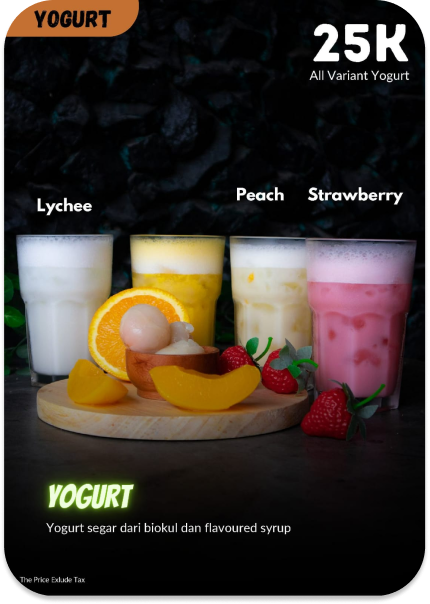 YOGURT
25K
All Variant Yogurt
Peach
Strawberry
Lychee
YOGURT
Yogurt segar dari biokul dan flavoured syrup
The Price Exlude Tax